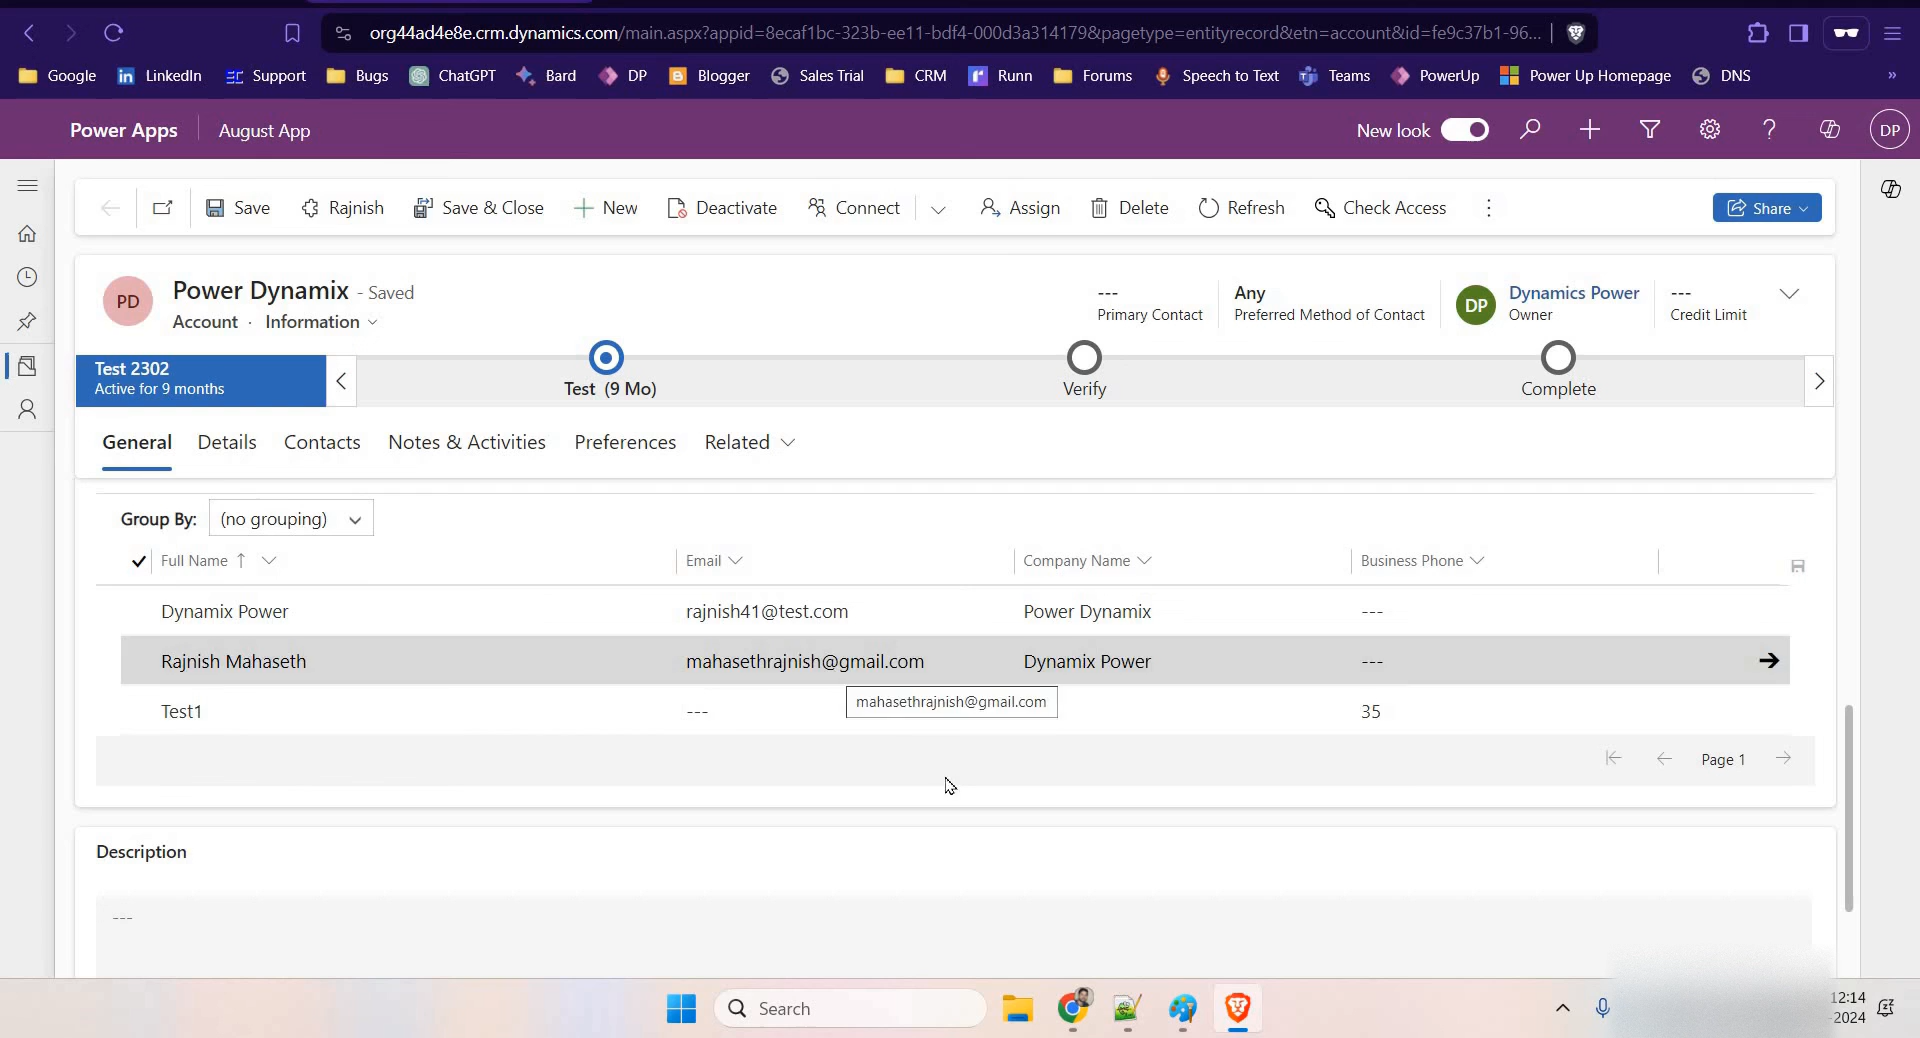 org44ad4e8e.crm.dynamics.com/main.aspx?appid=8ecaf1bc-323b-ee11-bdf4-000d3a314179&pagetype=entityrecord&etn=account&id=fe9c37b1-96...
Google LinkedIn Support Bugs ChatGPT Bard DP Blogger Sales Trial CRM Runn Forums Speech to Text Teams PowerUp Power Up Homepage DNS »
Power Apps August App New look DP
Save Rajnish Save & Close New Deactivate Connect Assign Delete Refresh Check Access Share
PD
Power Dynamix - Saved
Account · Information
---
Primary Contact
Any
Preferred Method of Contact
DP
Dynamics Power
Owner
---
Credit Limit
Test 2302
Active for 9 months
Test (9 Mo)
Verify
Complete
General Details Contacts Notes & Activities Preferences Related
Group By: (no grouping)
Full Name Email Company Name Business Phone
Dynamix Power rajnish41@test.com Power Dynamix ---
Rajnish Mahaseth mahasethrajnish@gmail.com Dynamix Power ---
mahasethrajnish@gmail.com
Test1 --- 35
Page 1
Description
---
Search
12:14
-2024